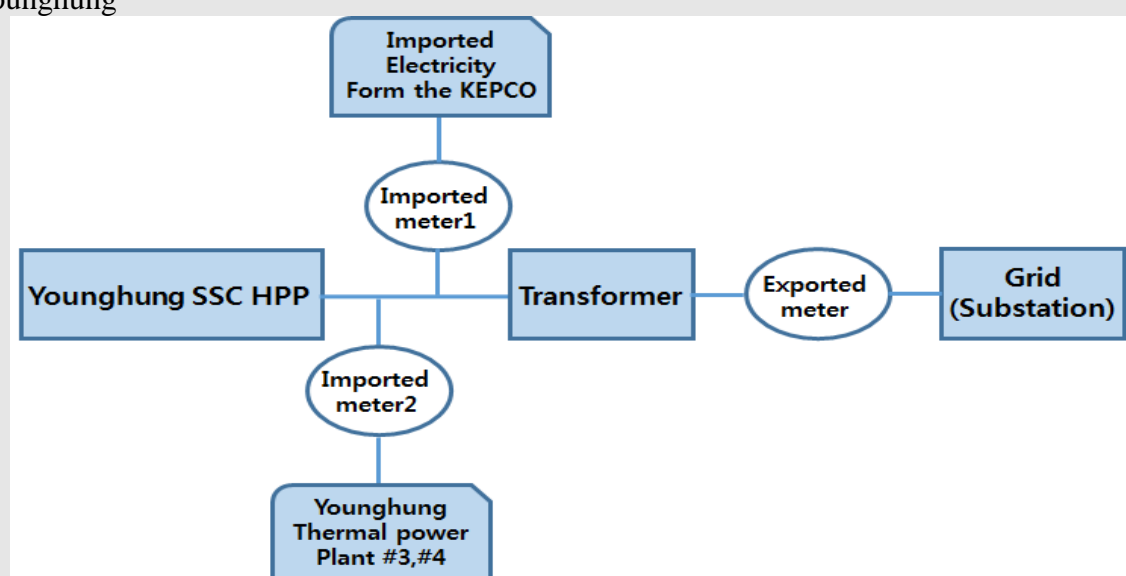 Imported
Electricity
Form the KEPCO
Imported
meter1
Younghung SSC HPP
Transformer
Exported
meter
Grid
(Substation)
Imported
meter2
Younghung
Thermal power
Plant #3,#4